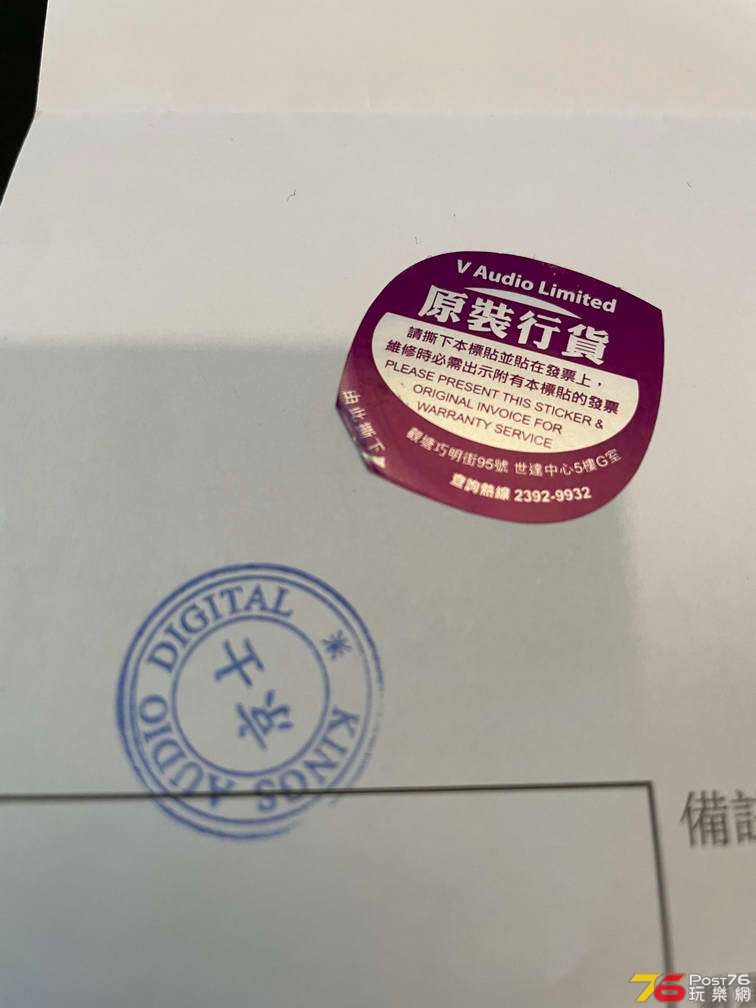 V Audio Limited
原裝行貨
請撕下本標貼並貼在發票上，
維修時必需出示附有本標貼的發票
PLEASE PRESENT THIS STICKER &
ORIGINAL INVOICE FOR
WARRANTY SERVICE
觀塘巧明街95號 世達中心5樓G室
查詢熱線 2392-9932
由此撕下
KINGS AUDIO DIGITAL
京士
備註
Post76
玩樂網